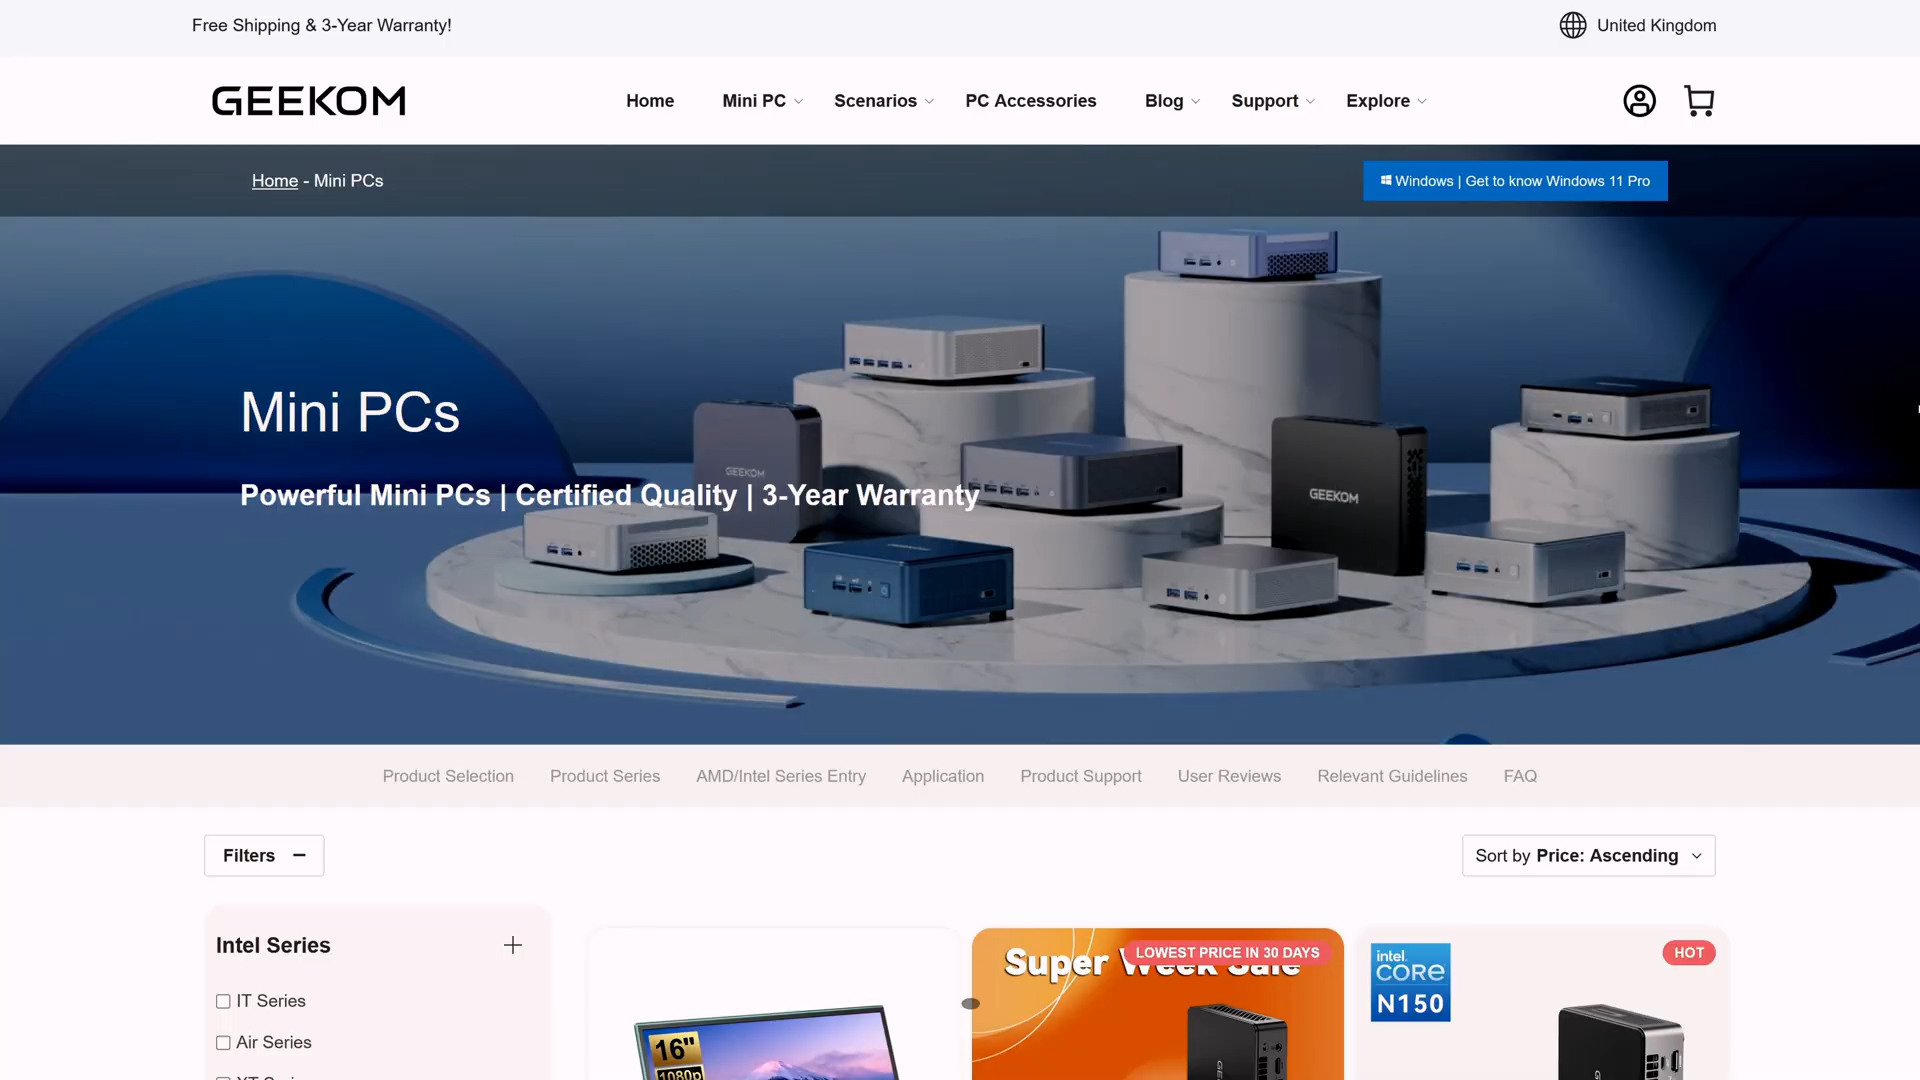 Free Shipping & 3-Year Warranty!
United Kingdom
GEEKOM
Home
Mini PC
Scenarios
PC Accessories
Blog
Support
Explore
Home - Mini PCs
Windows | Get to know Windows 11 Pro
Mini PCs
Powerful Mini PCs | Certified Quality | 3-Year Warranty
GEEKOM
GEEKOM
Product Selection
Product Series
AMD/Intel Series Entry
Application
Product Support
User Reviews
Relevant Guidelines
FAQ
Filters
Sort by Price: Ascending
Intel Series
IT Series
Air Series
16"
1080p
Super Week Sale
LOWEST PRICE IN 30 DAYS
intel
CORE
N150
HOT